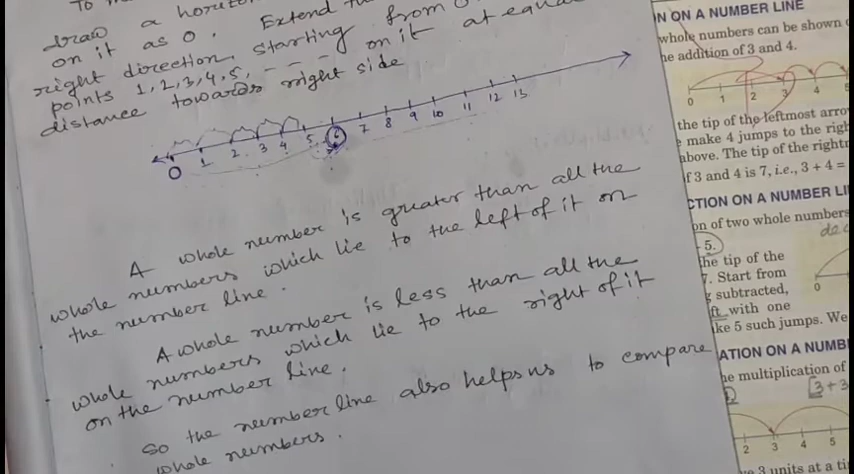 To
draw a horizon
on it as 0. Extend the
right direction. starting from 0
points 1, 2, 3, 4, 5, - - - on it at equal
distance towards right side
0 1 2 3 4 5 6 7 8 9 10 11 12 13
A whole number is greater than all the
whole numbers which lie to the left of it on
the number line.
A whole number is less than all the
whole numbers which lie to the right of it
on the number line.
So the number line also helps us to compare
whole numbers.
N ON A NUMBER LINE
whole numbers can be shown
he addition of 3 and 4.
0 1 2 3 4 5
the tip of the leftmost arro
make 4 jumps to the righ
above. The tip of the rightr
f 3 and 4 is 7, i.e., 3 + 4 =
CTION ON A NUMBER LI
on of two whole numbers
5.
he tip of the
7. Start from
subtracted,
ft with one
ke 5 such jumps. We
0
ATION ON A NUMB
he multiplication of
3 + 3
2 3 4 5
e 3 units at a ti